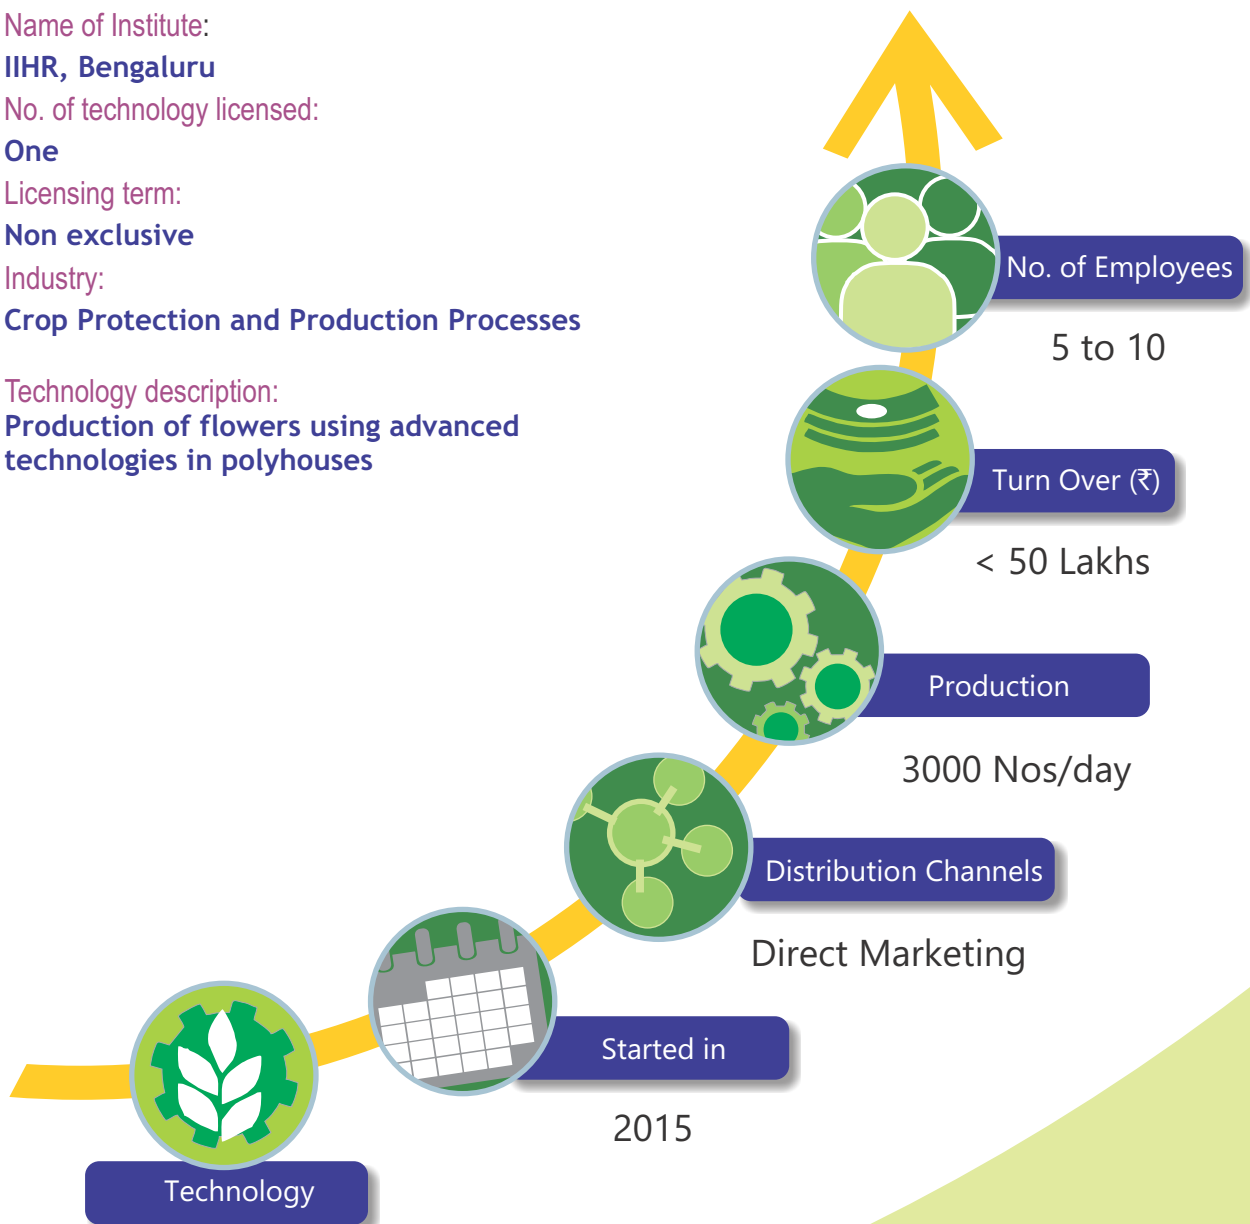 Name of Institute:
IIHR, Bengaluru
No. of technology licensed:
One
Licensing term:
Non exclusive
Industry:
Crop Protection and Production Processes
Technology description:
Production of flowers using advanced
technologies in polyhouses
No. of Employees
5 to 10
Turn Over (₹)
< 50 Lakhs
Production
3000 Nos/day
Distribution Channels
Direct Marketing
Started in
2015
Technology